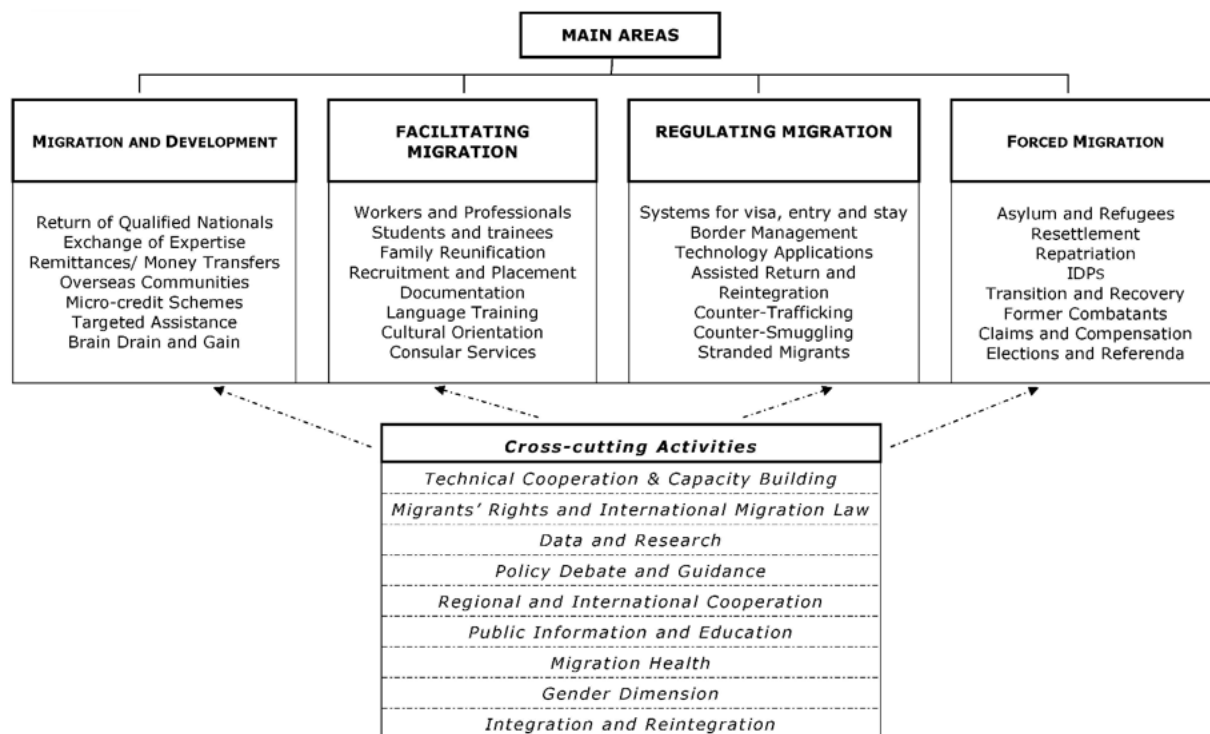 MAIN AREAS
MIGRATION AND DEVELOPMENT
Return of Qualified Nationals
Exchange of Expertise
Remittances/ Money Transfers
Overseas Communities
Micro-credit Schemes
Targeted Assistance
Brain Drain and Gain
FACILITATING
MIGRATION
Workers and Professionals
Students and trainees
Family Reunification
Recruitment and Placement
Documentation
Language Training
Cultural Orientation
Consular Services
REGULATING MIGRATION
Systems for visa, entry and stay
Border Management
Technology Applications
Assisted Return and
Reintegration
Counter-Trafficking
Counter-Smuggling
Stranded Migrants
FORCED MIGRATION
Asylum and Refugees
Resettlement
Repatriation
IDPs
Transition and Recovery
Former Combatants
Claims and Compensation
Elections and Referenda
Cross-cutting Activities
Technical Cooperation & Capacity Building
Migrants' Rights and International Migration Law
Data and Research
Policy Debate and Guidance
Regional and International Cooperation
Public Information and Education
Migration Health
Gender Dimension
Integration and Reintegration